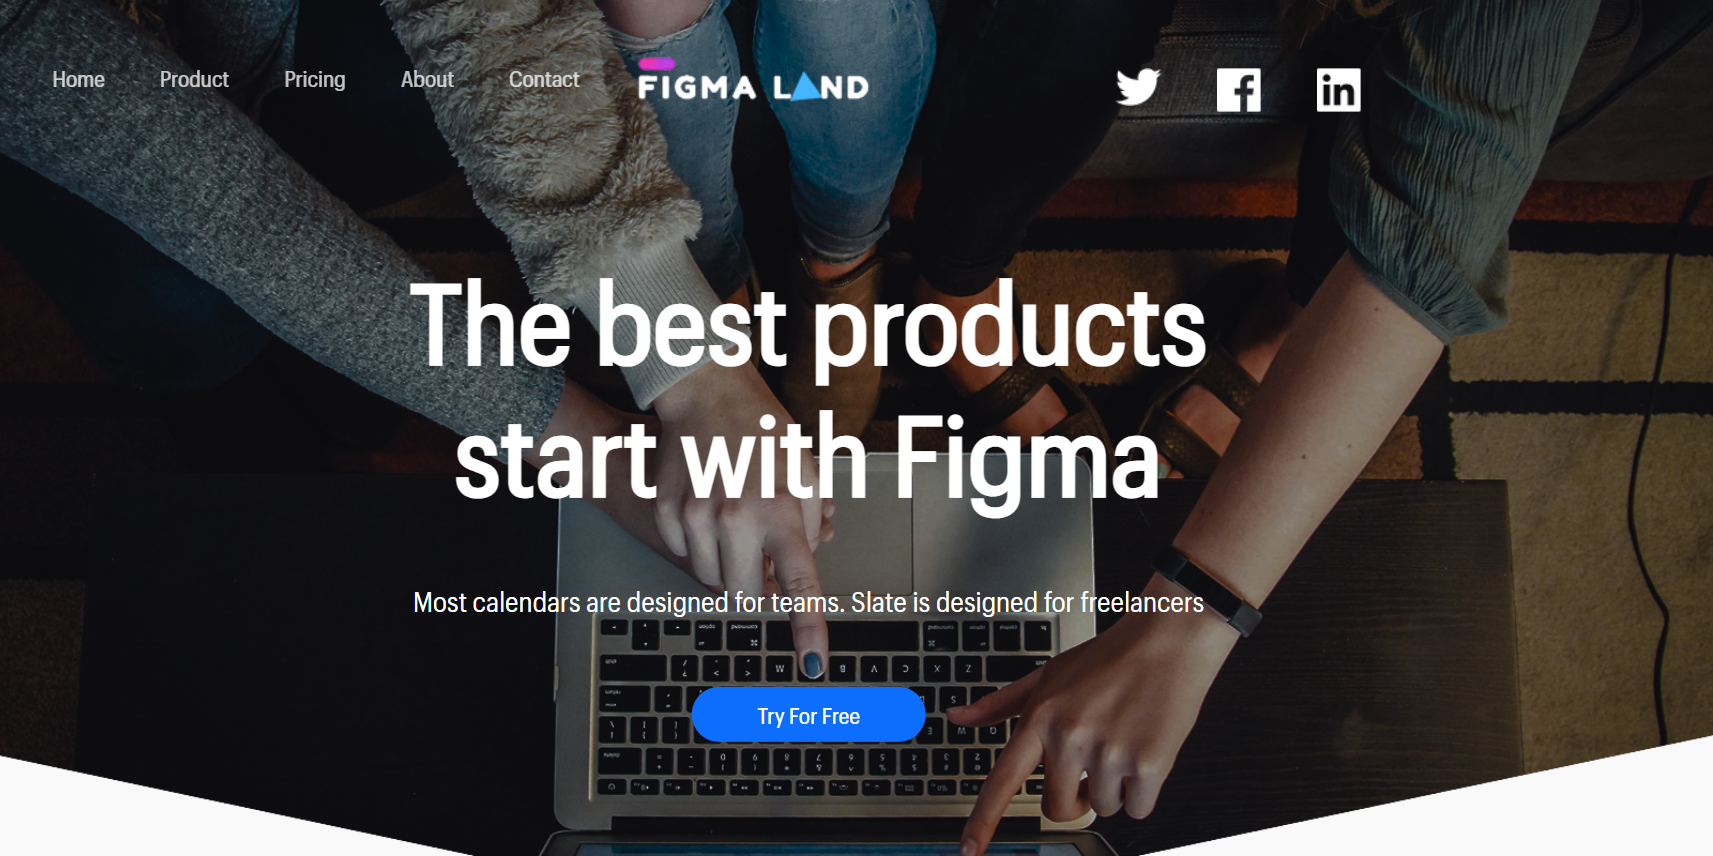 Home Product Pricing About Contact FIGMA LAND
The best products
start with Figma
Most calendars are designed for teams. Slate is designed for freelancers
Try For Free